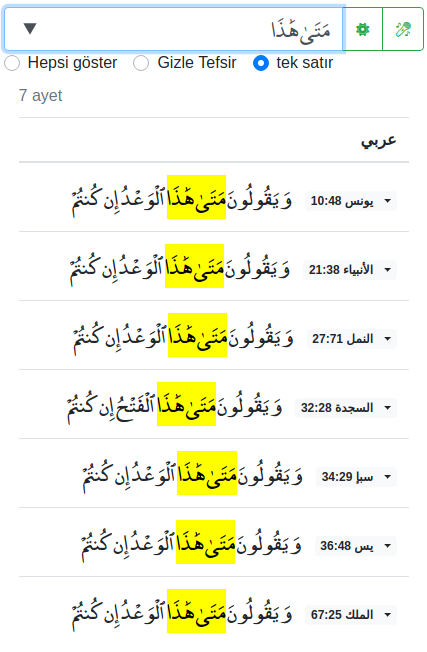 مَتَىٰ هَٰذَا ▼
Hepsi göster Gizle Tefsir tek satır
7 ayet
عربي
يونس 10:48 وَيَقُولُونَ مَتَىٰ هَٰذَا ٱلْوَعْدُ إِن كُنتُمْ
الأنبياء 21:38 وَيَقُولُونَ مَتَىٰ هَٰذَا ٱلْوَعْدُ إِن كُنتُمْ
النمل 27:71 وَيَقُولُونَ مَتَىٰ هَٰذَا ٱلْوَعْدُ إِن كُنتُمْ
السجدة 32:28 وَيَقُولُونَ مَتَىٰ هَٰذَا ٱلْفَتْحُ إِن كُنتُمْ
سبإ 34:29 وَيَقُولُونَ مَتَىٰ هَٰذَا ٱلْوَعْدُ إِن كُنتُمْ
يس 36:48 وَيَقُولُونَ مَتَىٰ هَٰذَا ٱلْوَعْدُ إِن كُنتُمْ
الملك 67:25 وَيَقُولُونَ مَتَىٰ هَٰذَا ٱلْوَعْدُ إِن كُنتُمْ